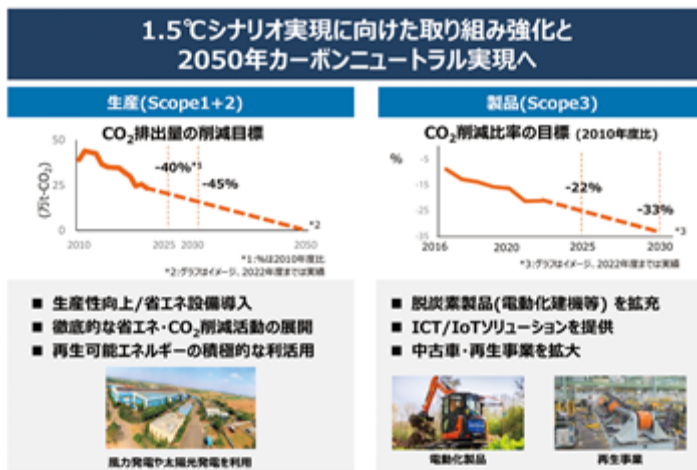 1.5℃シナリオ実現に向けた取り組み強化と
2050年カーボンニュートラル実現へ
生産(Scope1+2)
CO₂排出量の削減目標
(万t-CO₂)
50
25
0
-40%*¹
-45%
*2
2010
2025
2030
2050
*1:%は2010年度比
*2:グラフはイメージ、2022年度までは実績
■ 生産性向上/省エネ設備導入
■ 徹底的な省エネ・CO₂削減活動の展開
■ 再生可能エネルギーの積極的な利活用
風力発電や太陽光発電を利用
製品(Scope3)
CO₂削減比率の目標 (2010年度比)
%
-5
-15
-25
-35
-22%
-33%
*3
2016
2020
2025
2030
*3:グラフはイメージ、2022年度までは実績
■ 脱炭素製品(電動化建機等) を拡充
■ ICT/IoTソリューションを提供
■ 中古車・再生事業を拡大
電動化製品
再生事業